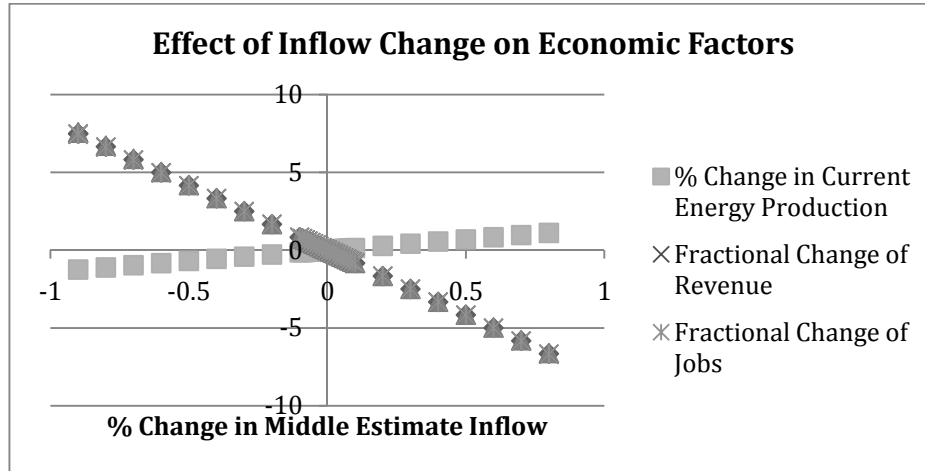 Effect of Inflow Change on Economic Factors
10
5
0
-5
-10
-1
-0.5
0
0.5
1
% Change in Middle Estimate Inflow
% Change in Current
Energy Production
Fractional Change of
Revenue
Fractional Change of
Jobs